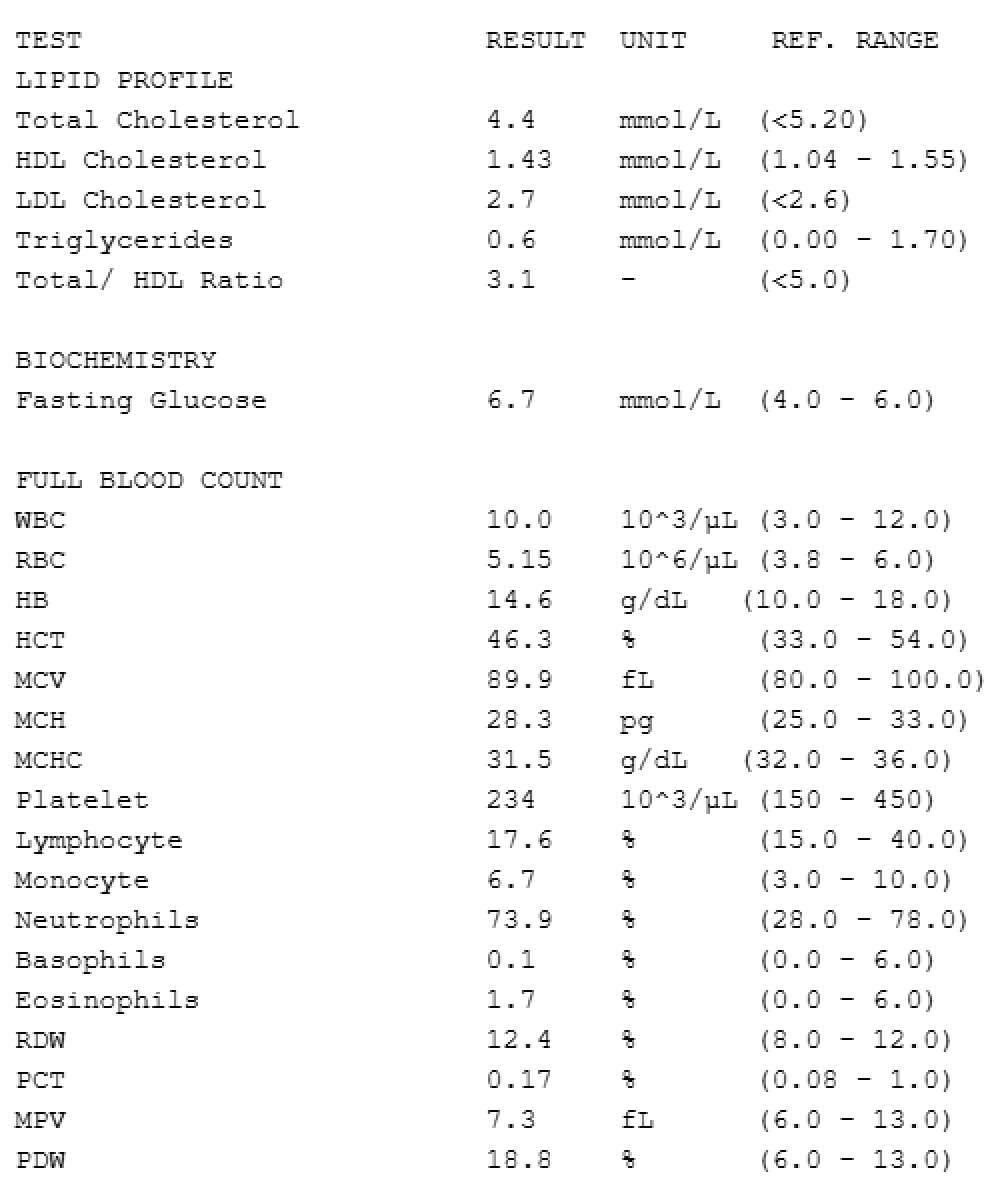 TEST RESULT UNIT REF. RANGE
LIPID PROFILE
Total Cholesterol 4.4 mmol/L (<5.20)
HDL Cholesterol 1.43 mmol/L (1.04 - 1.55)
LDL Cholesterol 2.7 mmol/L (<2.6)
Triglycerides 0.6 mmol/L (0.00 - 1.70)
Total/ HDL Ratio 3.1 - (<5.0)
BIOCHEMISTRY
Fasting Glucose 6.7 mmol/L (4.0 - 6.0)
FULL BLOOD COUNT
WBC 10.0 10^3/µL (3.0 - 12.0)
RBC 5.15 10^6/µL (3.8 - 6.0)
HB 14.6 g/dL (10.0 - 18.0)
HCT 46.3 % (33.0 - 54.0)
MCV 89.9 fL (80.0 - 100.0)
MCH 28.3 pg (25.0 - 33.0)
MCHC 31.5 g/dL (32.0 - 36.0)
Platelet 234 10^3/µL (150 - 450)
Lymphocyte 17.6 % (15.0 - 40.0)
Monocyte 6.7 % (3.0 - 10.0)
Neutrophils 73.9 % (28.0 - 78.0)
Basophils 0.1 % (0.0 - 6.0)
Eosinophils 1.7 % (0.0 - 6.0)
RDW 12.4 % (8.0 - 12.0)
PCT 0.17 % (0.08 - 1.0)
MPV 7.3 fL (6.0 - 13.0)
PDW 18.8 % (6.0 - 13.0)